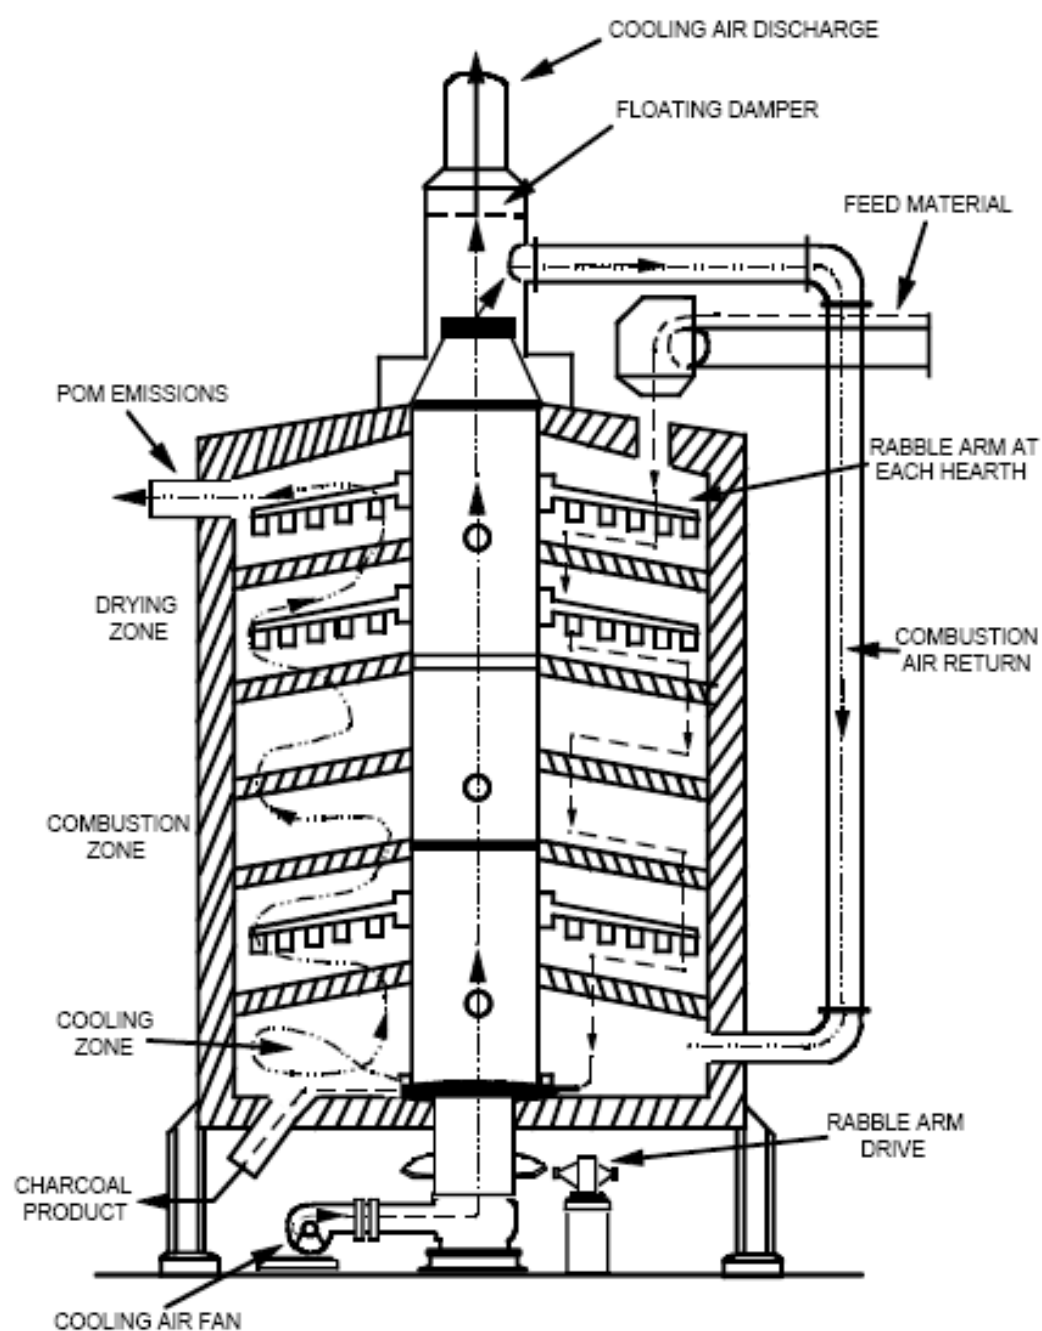 COOLING AIR DISCHARGE
FLOATING DAMPER
FEED MATERIAL
POM EMISSIONS
RABBLE ARM AT
EACH HEARTH
DRYING
ZONE
COMBUSTION
AIR RETURN
COMBUSTION
ZONE
COOLING
ZONE
RABBLE ARM
DRIVE
CHARCOAL
PRODUCT
COOLING AIR FAN